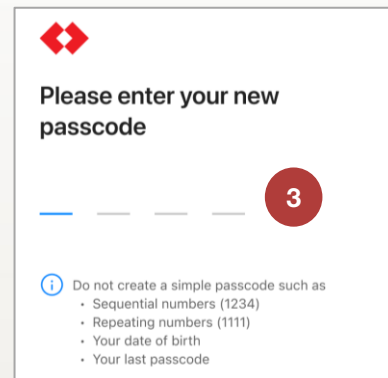 Please enter your new
passcode
3
Do not create a simple passcode such as
• Sequential numbers (1234)
• Repeating numbers (1111)
• Your date of birth
• Your last passcode